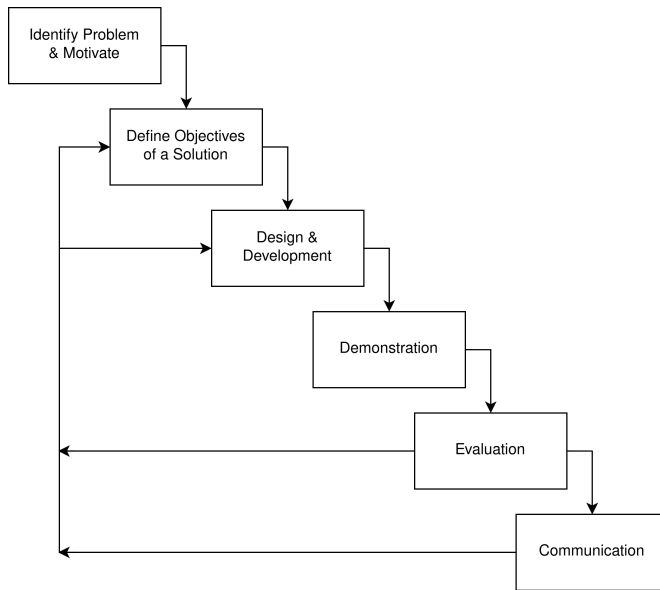 Identify Problem
& Motivate
Define Objectives
of a Solution
Design &
Development
Demonstration
Evaluation
Communication